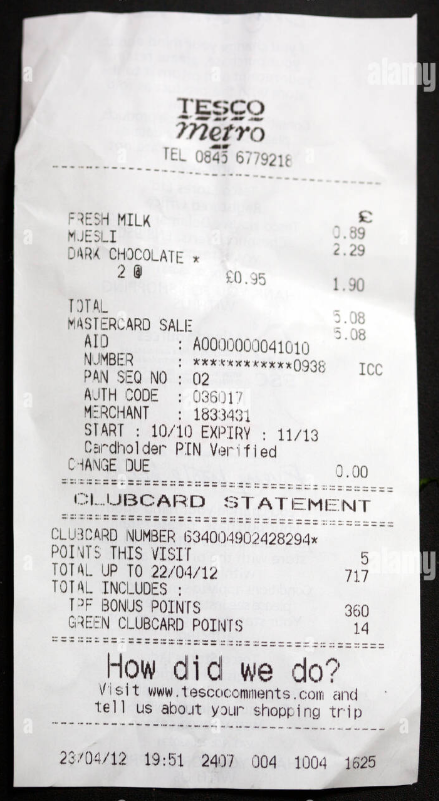 TESCO
metro
TEL 0845 6779218
£
FRESH MILK 0.89
MUESLI 2.29
DARK CHOCOLATE *
2 @ £0.95 1.90
TOTAL 5.08
MASTERCARD SALE 5.08
AID : A0000000041010
NUMBER : ************0938 ICC
PAN SEQ NO : 02
AUTH CODE : 036017
MERCHANT : 1833431
START : 10/10 EXPIRY : 11/13
Cardholder PIN Verified
CHANGE DUE 0.00
CLUBCARD STATEMENT
CLUBCARD NUMBER 634004902428294*
POINTS THIS VISIT 5
TOTAL UP TO 22/04/12 717
TOTAL INCLUDES :
TPF BONUS POINTS 360
GREEN CLUBCARD POINTS 14
How did we do?
Visit www.tescocomments.com and
tell us about your shopping trip
23/04/12 19:51 2407 004 1004 1625
alamy
alamy